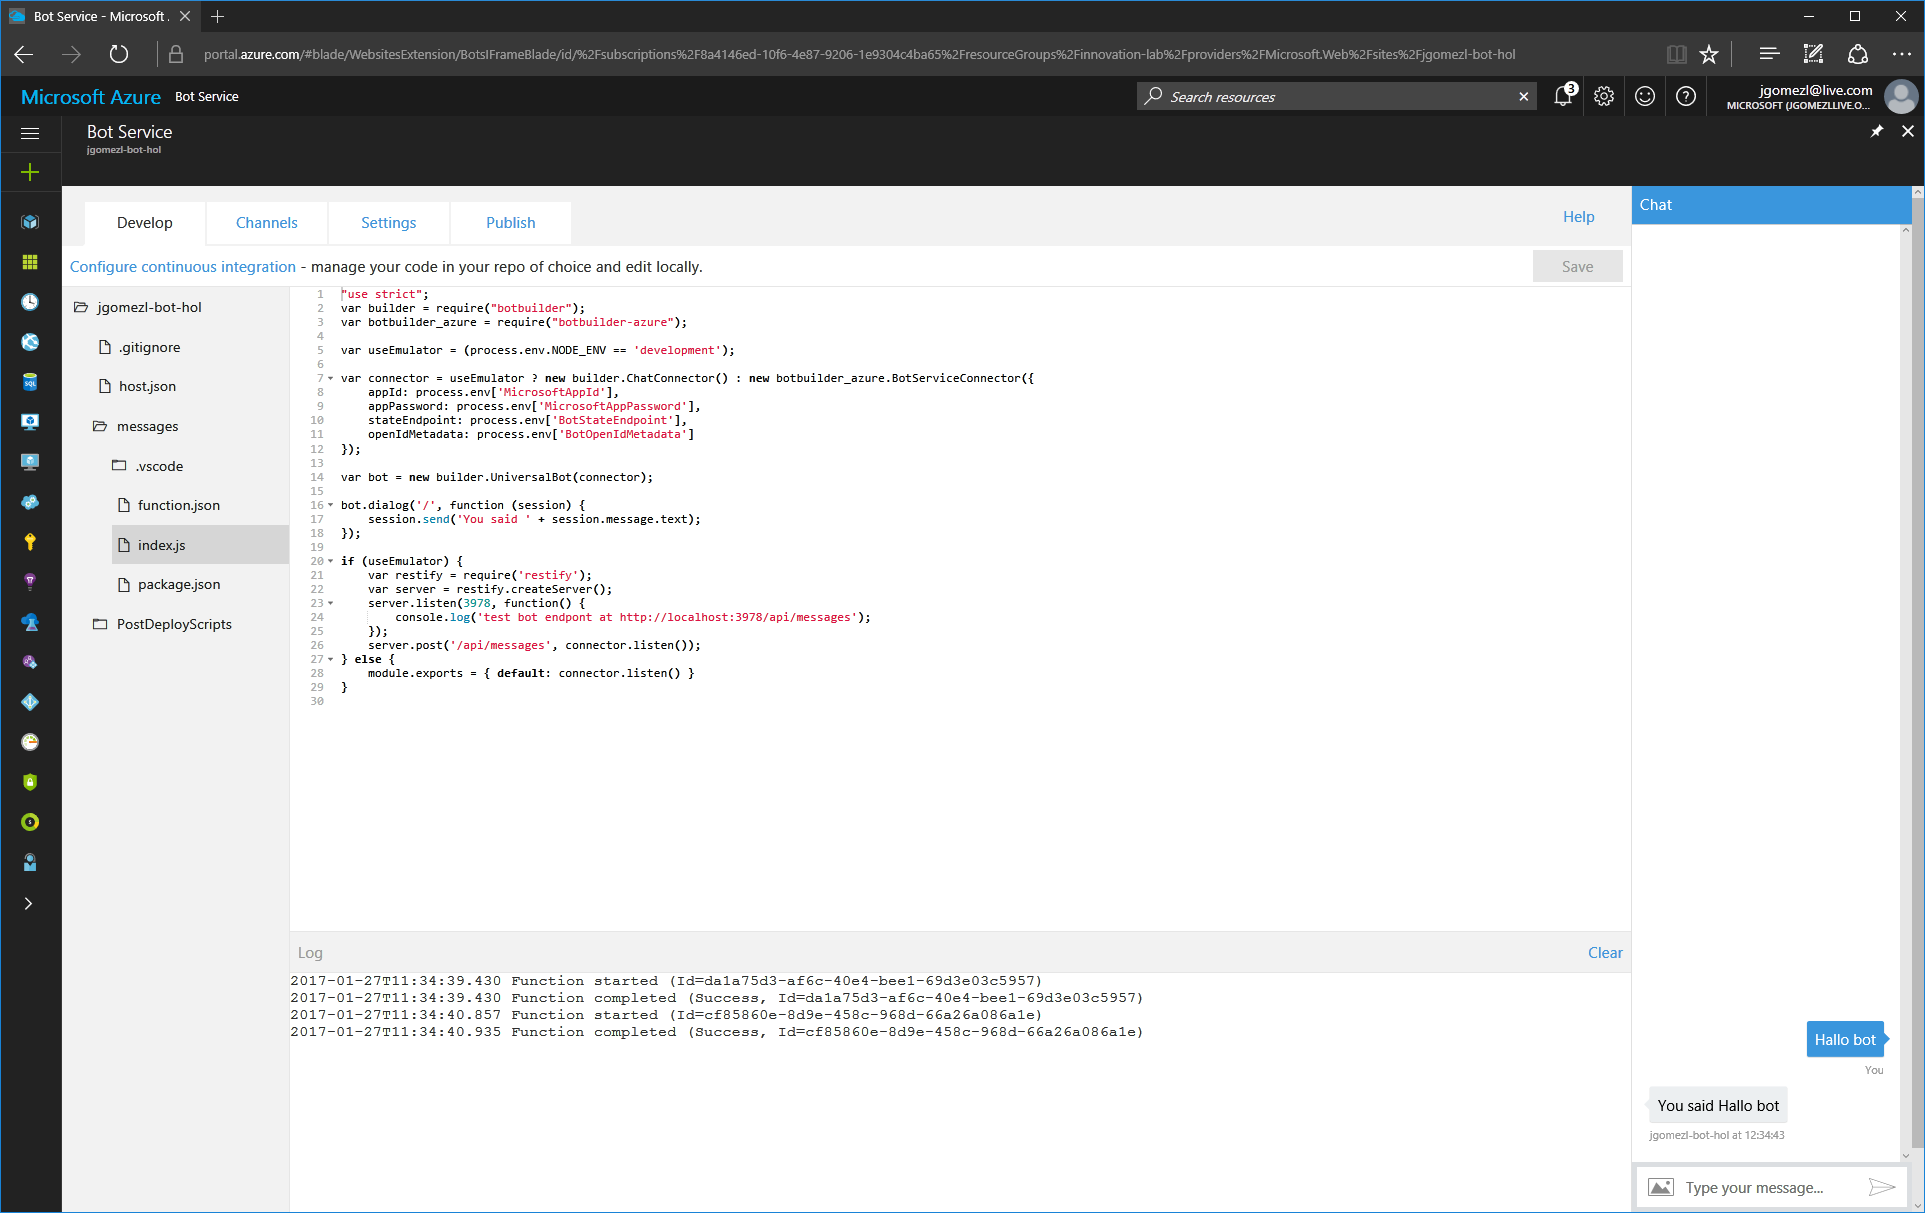 Bot Service - Microsoft .
portal.azure.com/#blade/WebsitesExtension/BotsIFrameBlade/id/%2Fsubscriptions%2F8a4146ed-10f6-4e87-9206-1e9304c4ba65%2FresourceGroups%2Finnovation-lab%2Fproviders%2FMicrosoft.Web%2Fsites%2Fjgomezl-bot-hol
Microsoft Azure Bot Service
Search resources
3
jgomezl@live.com
MICROSOFT (JGOMEZLLIVE.O...
Bot Service
jgomezl-bot-hol
Develop
Channels
Settings
Publish
Help
Configure continuous integration - manage your code in your repo of choice and edit locally.
Save
jgomezl-bot-hol
.gitignore
host.json
messages
.vscode
function.json
index.js
package.json
PostDeployScripts
1 "use strict";
2 var builder = require("botbuilder");
3 var botbuilder_azure = require("botbuilder-azure");
4
5 var useEmulator = (process.env.NODE_ENV == 'development');
6
7 var connector = useEmulator ? new builder.ChatConnector() : new botbuilder_azure.BotServiceConnector({
8 appId: process.env['MicrosoftAppId'],
9 appPassword: process.env['MicrosoftAppPassword'],
10 stateEndpoint: process.env['BotStateEndpoint'],
11 openIdMetadata: process.env['BotOpenIdMetadata']
12 });
13
14 var bot = new builder.UniversalBot(connector);
15
16 bot.dialog('/', function (session) {
17 session.send('You said ' + session.message.text);
18 });
19
20 if (useEmulator) {
21 var restify = require('restify');
22 var server = restify.createServer();
23 server.listen(3978, function() {
24 console.log('test bot endpont at http://localhost:3978/api/messages');
25 });
26 server.post('/api/messages', connector.listen());
27 } else {
28 module.exports = { default: connector.listen() }
29 }
30
Log
Clear
2017-01-27T11:34:39.430 Function started (Id=da1a75d3-af6c-40e4-bee1-69d3e03c5957)
2017-01-27T11:34:39.430 Function completed (Success, Id=da1a75d3-af6c-40e4-bee1-69d3e03c5957)
2017-01-27T11:34:40.857 Function started (Id=cf85860e-8d9e-458c-968d-66a26a086a1e)
2017-01-27T11:34:40.935 Function completed (Success, Id=cf85860e-8d9e-458c-968d-66a26a086a1e)
Chat
Hallo bot
You
You said Hallo bot
jgomezl-bot-hol at 12:34:43
Type your message...